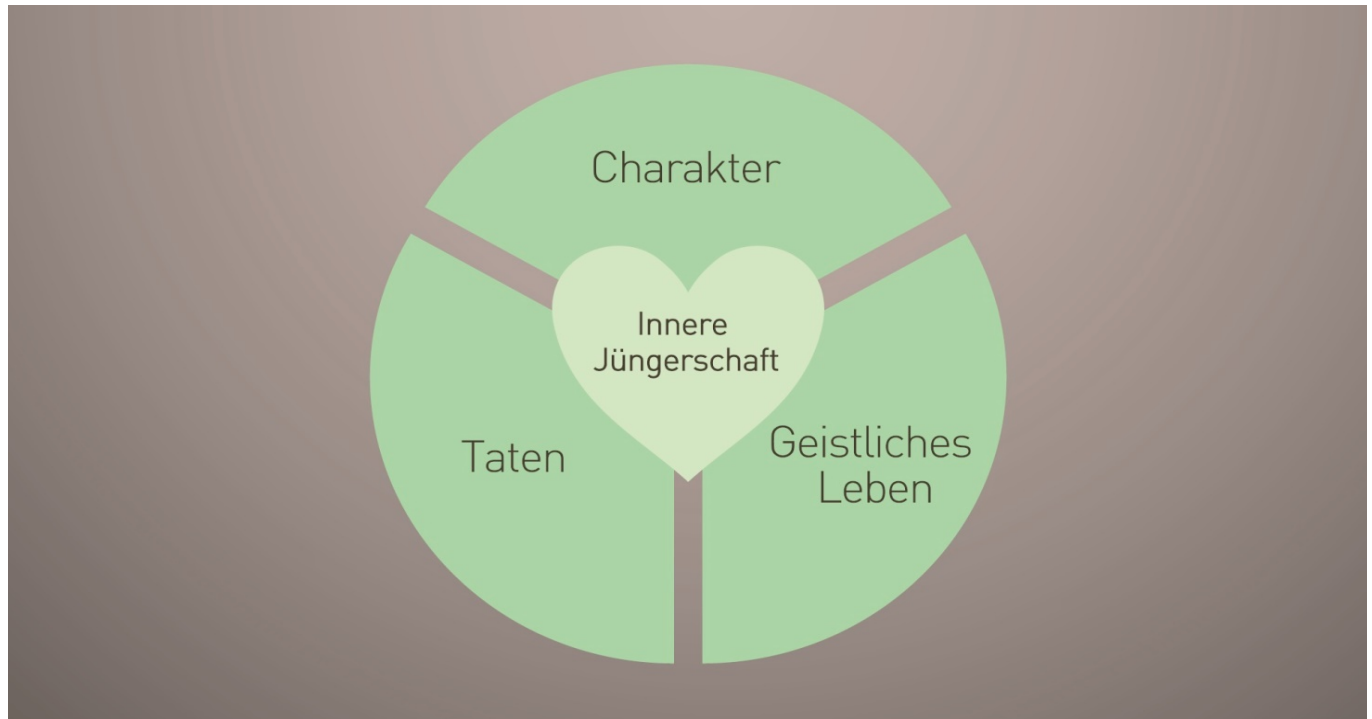 Charakter
Innere
Jüngerschaft
Taten
Geistliches
Leben